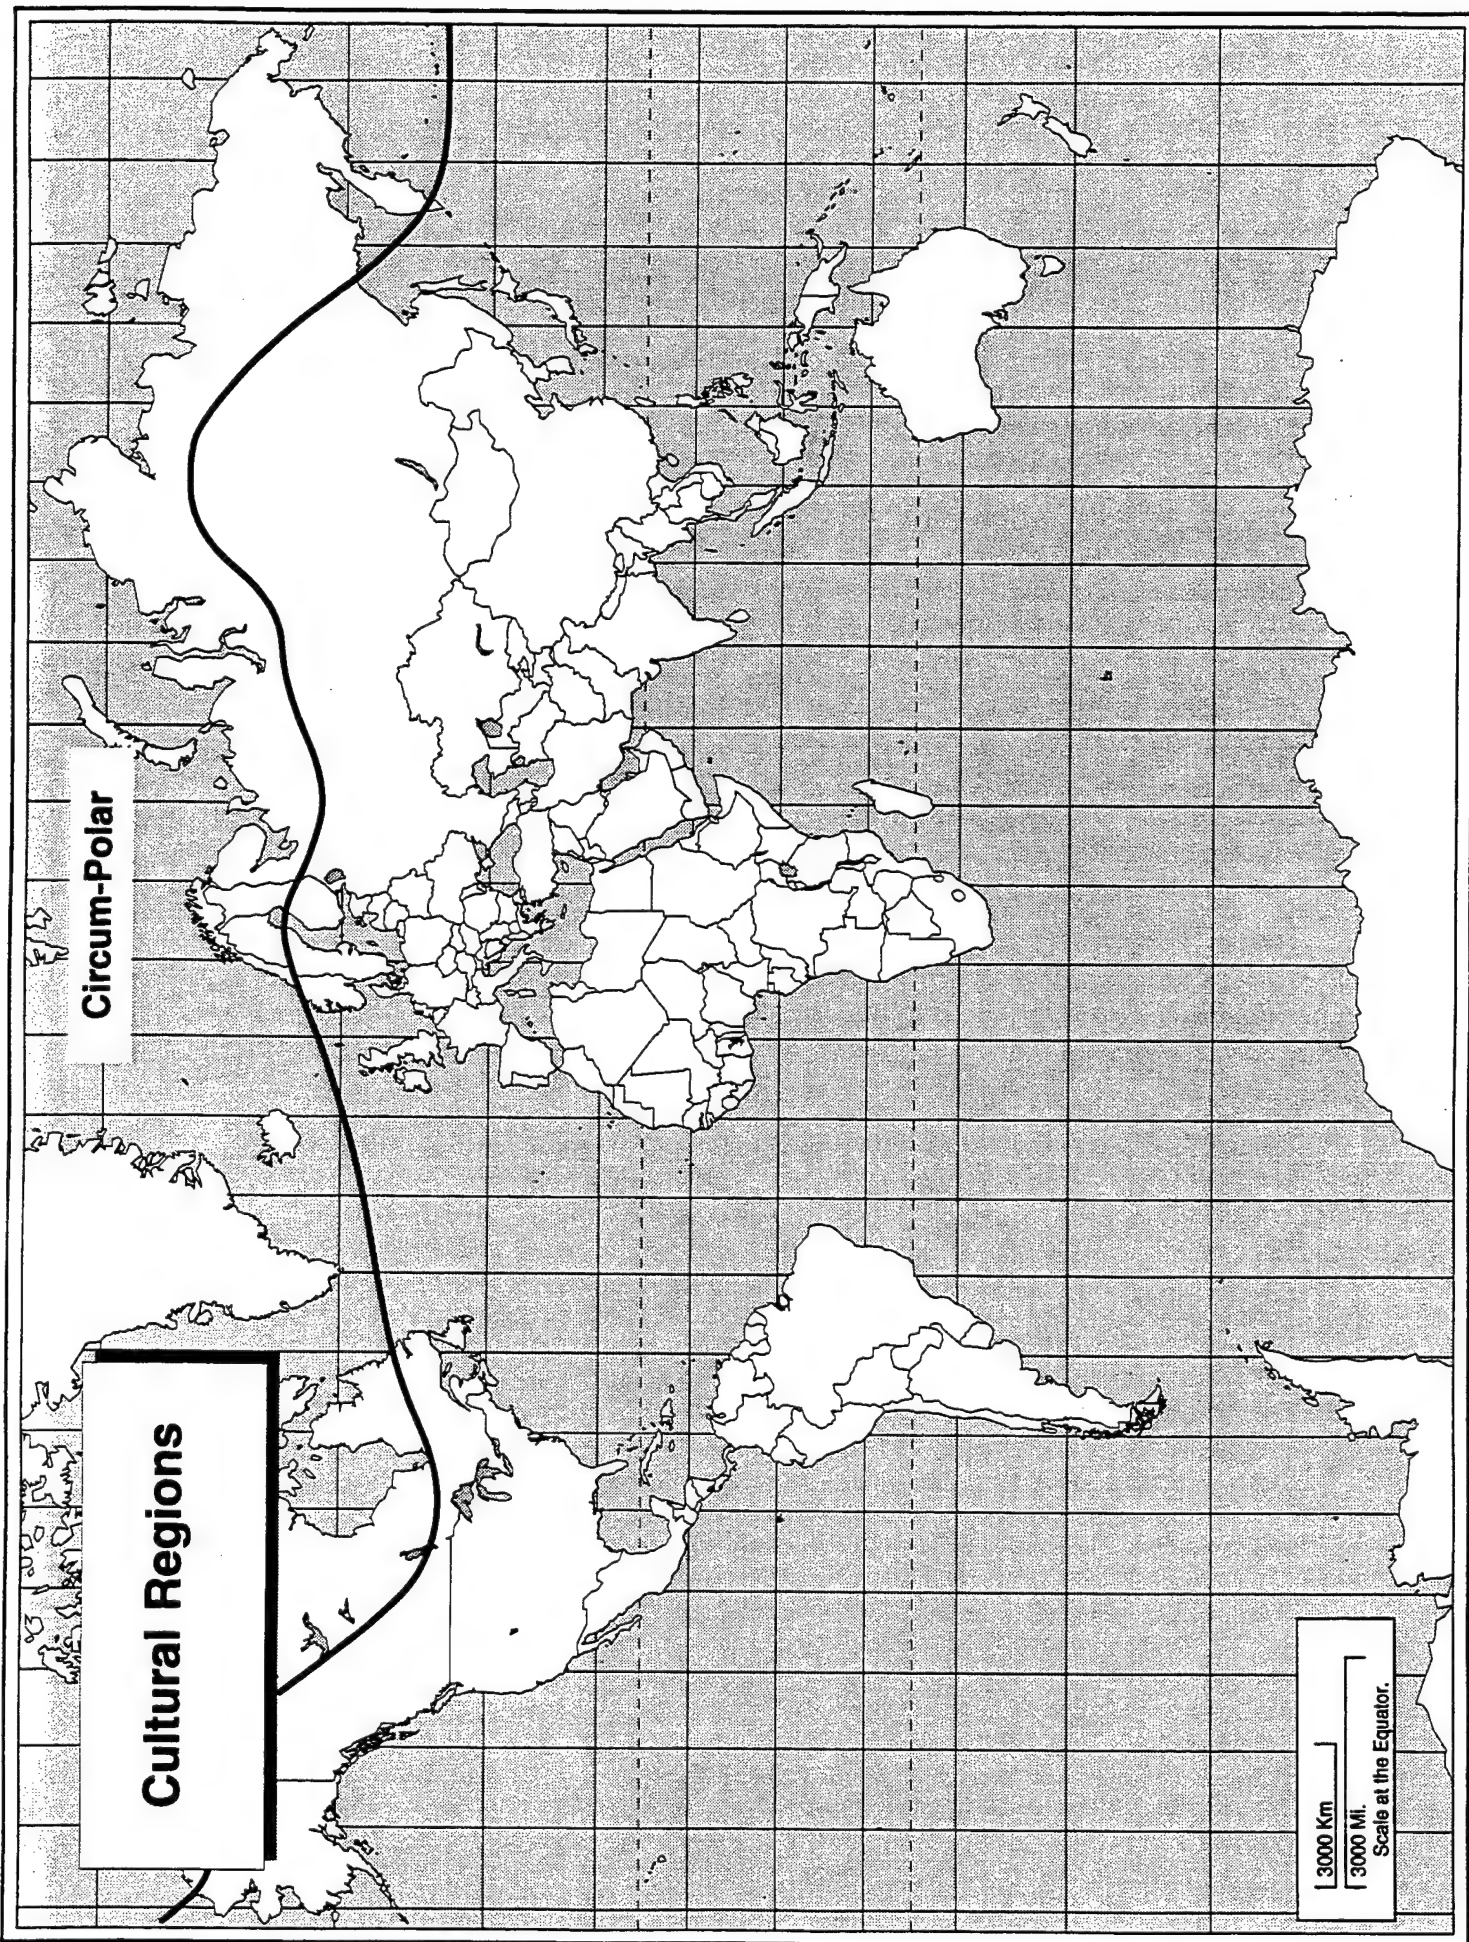 Cultural Regions
Circum-Polar
3000 Km
3000 Mi.
Scale at the Equator.